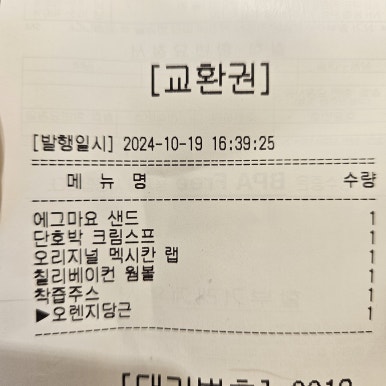 [교환권]
[발행일시] 2024-10-19 16:39:25
메 뉴 명 수량
에그마요 샌드 1
단호박 크림스프 1
오리지널 멕시칸 랩 1
칠리베이컨 웜볼 1
착즙주스 1
▶오렌지당근 1